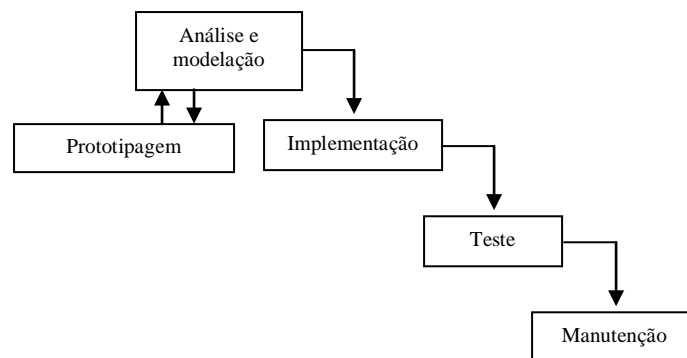 Análise e
modelação
Prototipagem
Implementação
Teste
Manutenção